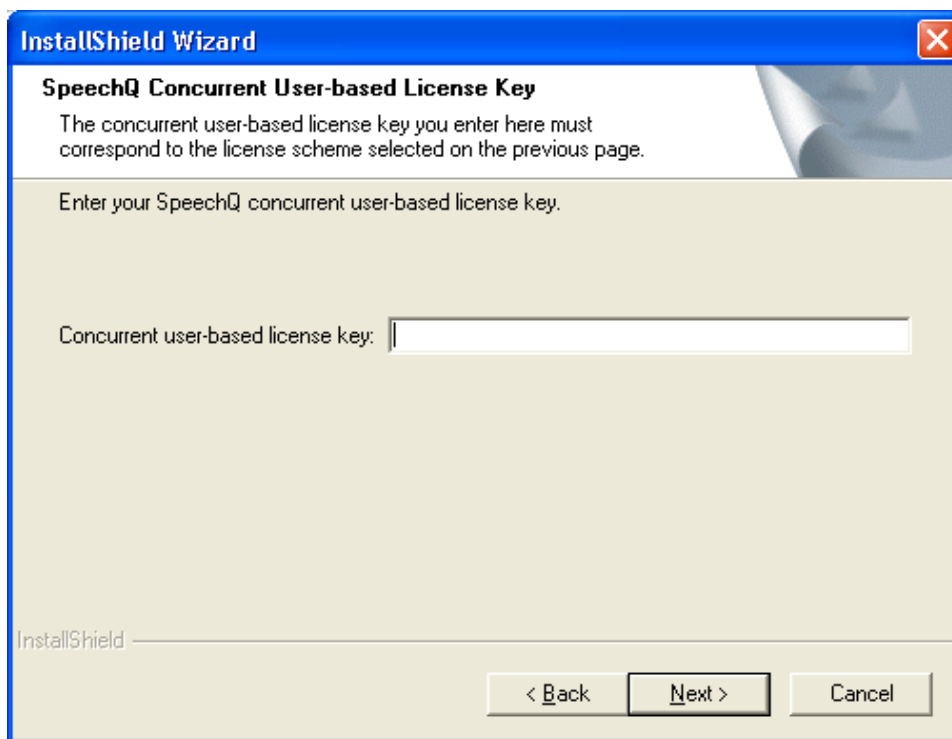 InstallShield Wizard
SpeechQ Concurrent User-based License Key
The concurrent user-based license key you enter here must
correspond to the license scheme selected on the previous page.
Enter your SpeechQ concurrent user-based license key.
Concurrent user-based license key:
InstallShield
< Back
Next >
Cancel